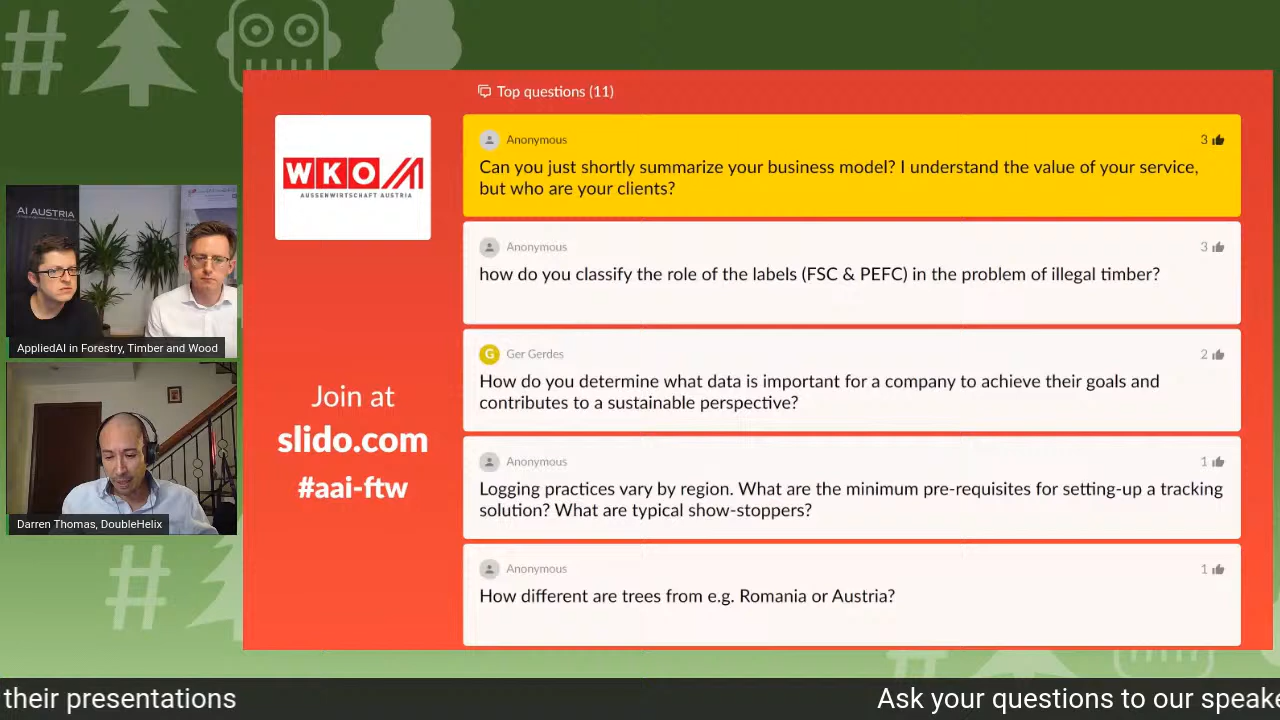 Top questions (11)
WKO
AUSSENWIRTSCHAFT AUSTRIA
Join at
slido.com
#aai-ftw
Anonymous
3
Can you just shortly summarize your business model? I understand the value of your service,
but who are your clients?
Anonymous
3
how do you classify the role of the labels (FSC & PEFC) in the problem of illegal timber?
G
Ger Gerdes
2
How do you determine what data is important for a company to achieve their goals and
contributes to a sustainable perspective?
Anonymous
1
Logging practices vary by region. What are the minimum pre-requisites for setting-up a tracking
solution? What are typical show-stoppers?
Anonymous
1
How different are trees from e.g. Romania or Austria?
AI AUSTRIA
AppliedAI in Forestry, Timber and Wood
Darren Thomas, DoubleHelix
their presentations
Ask your questions to our speake